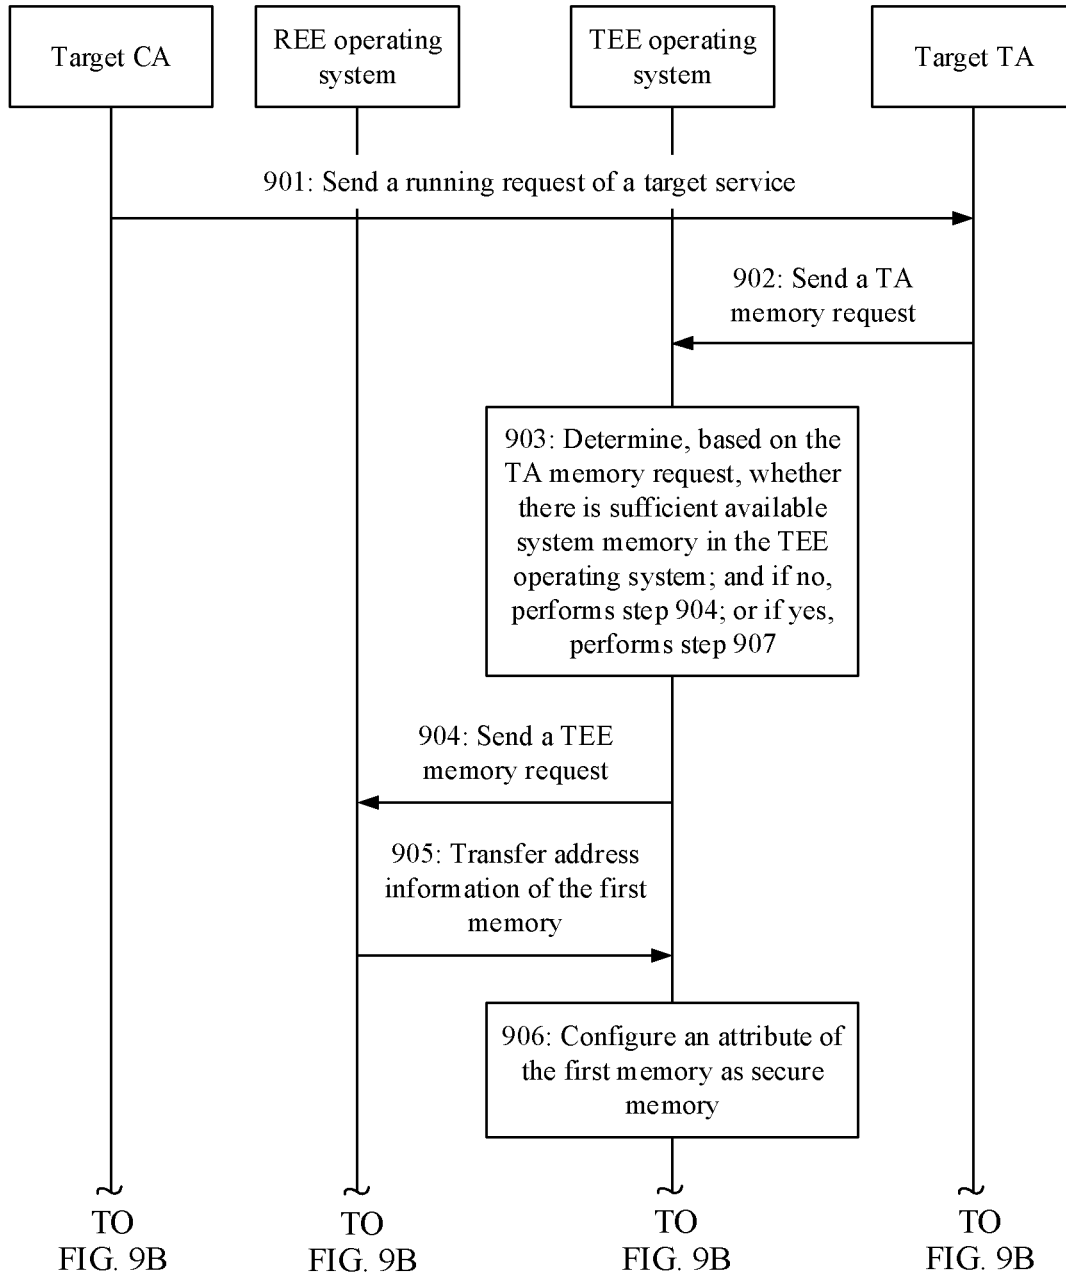 Target CA
REE operating
system
TEE operating
system
Target TA
901: Send a running request of a target service
902: Send a TA
memory request
903: Determine, based on the
TA memory request, whether
there is sufficient available
system memory in the TEE
operating system; and if no,
performs step 904; or if yes,
performs step 907
904: Send a TEE
memory request
905: Transfer address
information of the first
memory
906: Configure an attribute of
the first memory as secure
memory
TO
FIG. 9B
TO
FIG. 9B
TO
FIG. 9B
TO
FIG. 9B